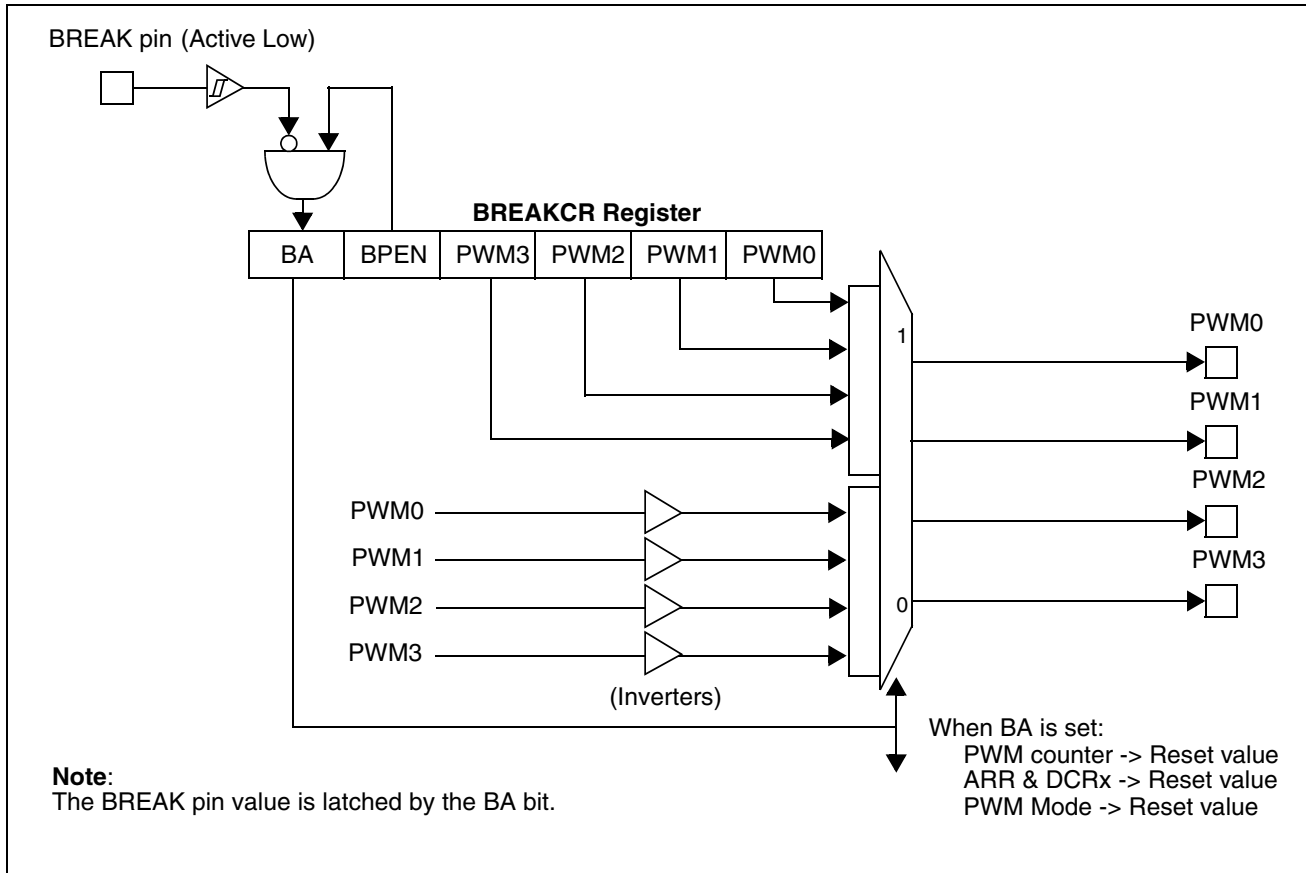 BREAK pin (Active Low)
BREAKCR Register
BA BPEN PWM3 PWM2 PWM1 PWM0
1
PWM0
PWM1
PWM2
PWM3
PWM0
PWM1
PWM2
PWM3
0
(Inverters)
When BA is set:
PWM counter -> Reset value
ARR & DCRx -> Reset value
PWM Mode -> Reset value
Note:
The BREAK pin value is latched by the BA bit.